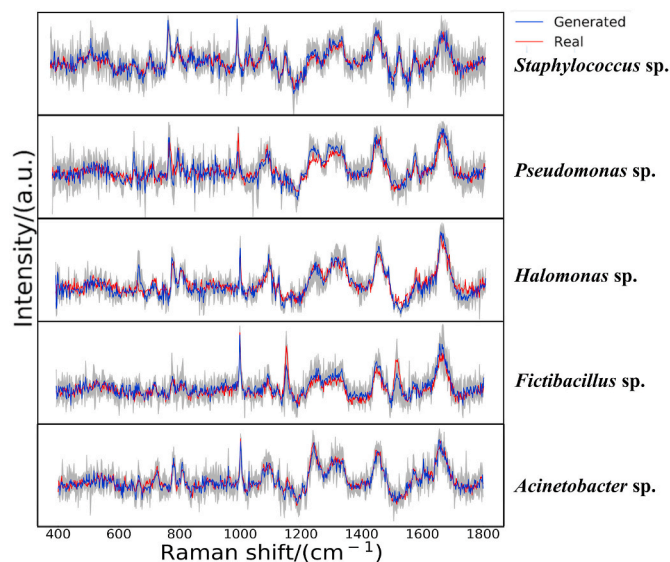 Generated
Real
Staphylococcus sp.
Pseudomonas sp.
Halomonas sp.
Fictibacillus sp.
Acinetobacter sp.
Intensity/(a.u.)
400 600 800 1000 1200 1400 1600 1800
Raman shift/(cm⁻¹)